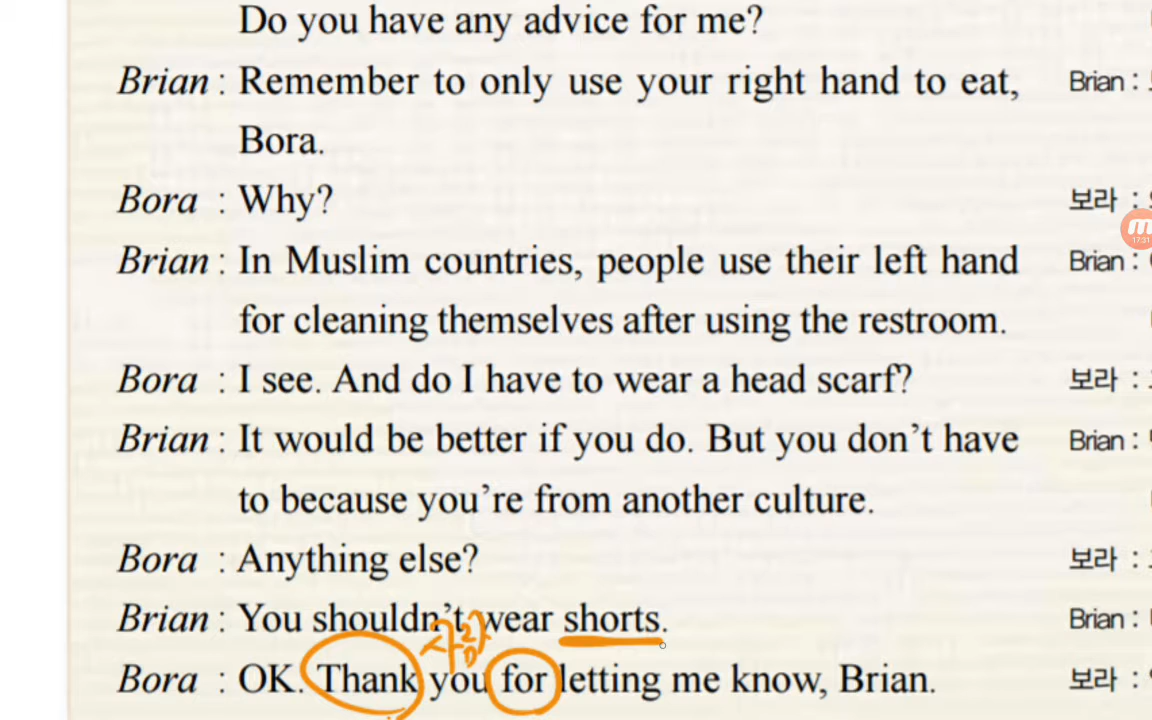 Do you have any advice for me?
Brian : Remember to only use your right hand to eat, Brian :
Bora.
Bora : Why? 보라 :
17:31
Brian : In Muslim countries, people use their left hand Brian :
for cleaning themselves after using the restroom.
Bora : I see. And do I have to wear a head scarf? 보라 :
Brian : It would be better if you do. But you don't have Brian :
to because you're from another culture.
Bora : Anything else? 보라 :
Brian : You shouldn't wear shorts. Brian :
Bora : OK. Thank you for letting me know, Brian. 보라 :